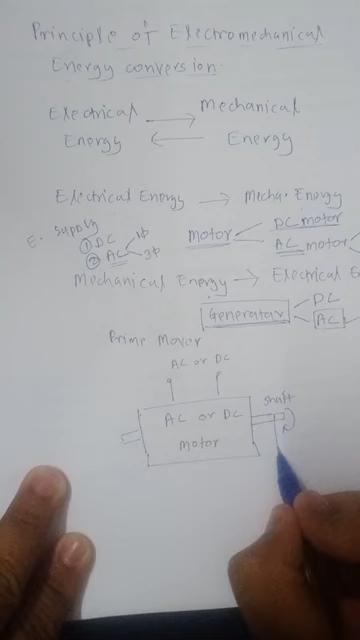 Principle of Electromechanical
Energy conversion.
Electrical Energy → Mechanical Energy
←
Electrical Energy → Mecha. Energy
E. Supply
① DC
② AC 1ϕ 3ϕ
Motor DC motor
AC motor
Mechanical Energy → Electrical E
Generatar DC
AC
Prime Mover
AC or DC
shaft
AC or DC
motor